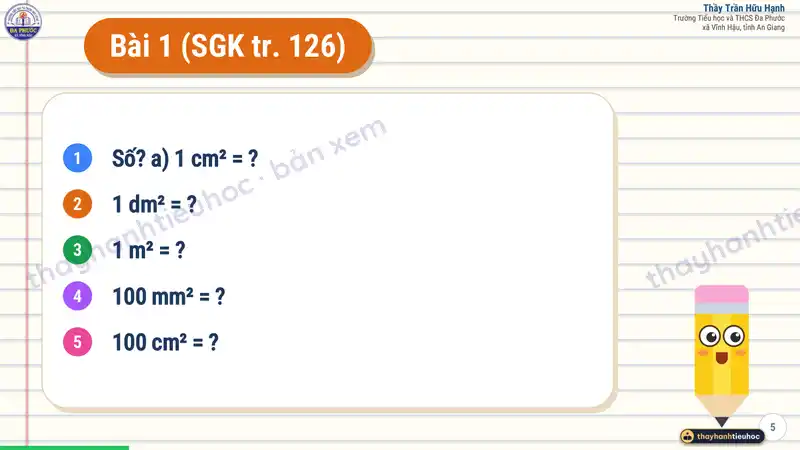 Thầy Trần Hữu Hạnh
Trường Tiểu học và THCS Đa Phước
xã Vĩnh Hậu, tỉnh An Giang
ĐA PHƯỚC
Bài 1 (SGK tr. 126)
1 Số? a) 1 cm² = ?
2 1 dm² = ?
3 1 m² = ?
4 100 mm² = ?
5 100 cm² = ?
thayhanhtieuhoc · bản xem
thayhanhtieuhoc
thayhanhtieuhoc
5